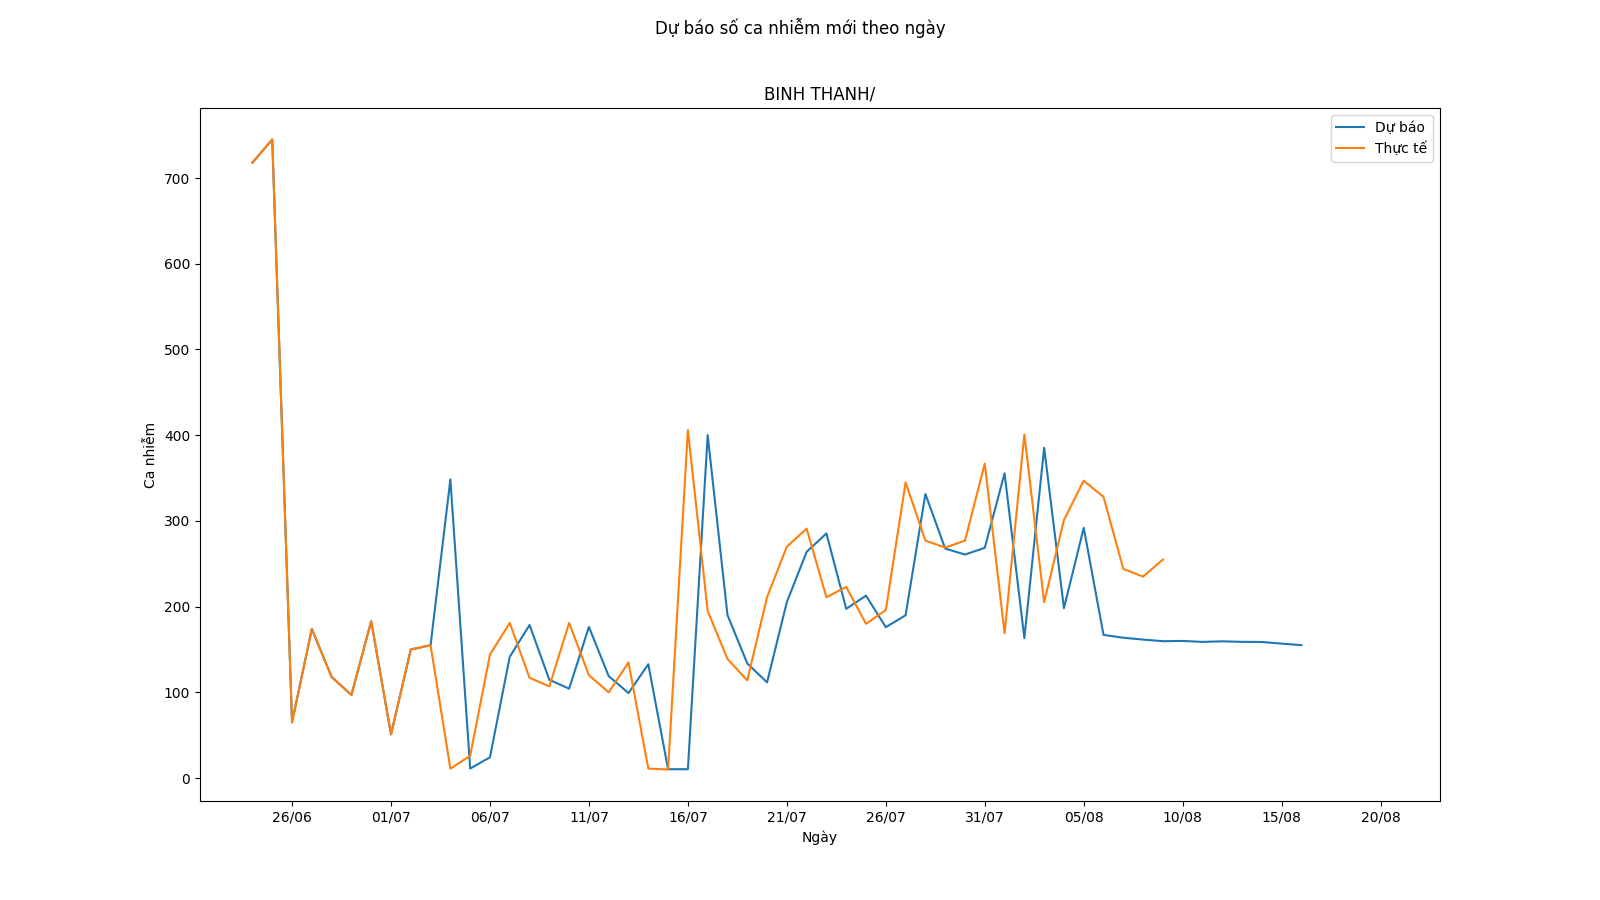 Dự báo số ca nhiễm mới theo ngày
BINH THANH/
Dự báo
Thực tế
700
600
500
400
300
200
100
0
Ca nhiễm
26/06 01/07 06/07 11/07 16/07 21/07 26/07 31/07 05/08 10/08 15/08 20/08
Ngày